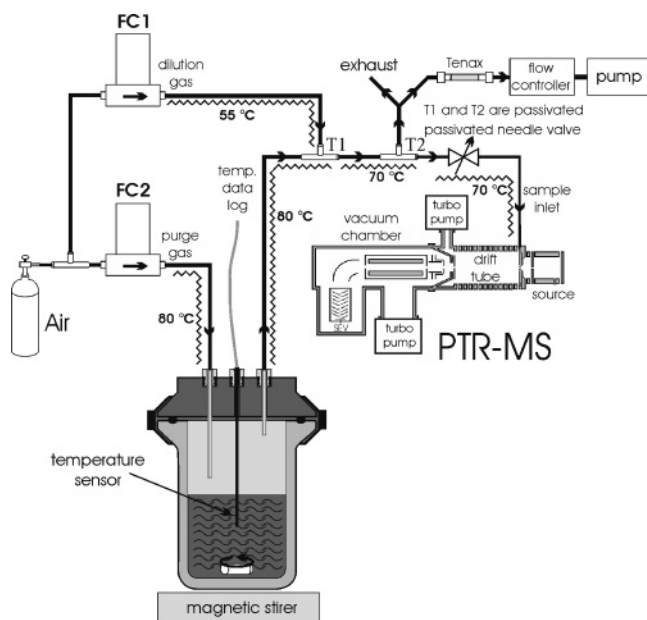 FC1
dilution
gas
55 °C
exhaust
Tenax
flow
controller
pump
T1 and T2 are passivated
passivated needle valve
T1
T2
70 °C
70 °C
sample
inlet
FC2
temp.
data
log
80 °C
purge
gas
80 °C
Air
vacuum
chamber
turbo
pump
drift
tube
source
SEV
turbo
pump
PTR-MS
temperature
sensor
magnetic stirer